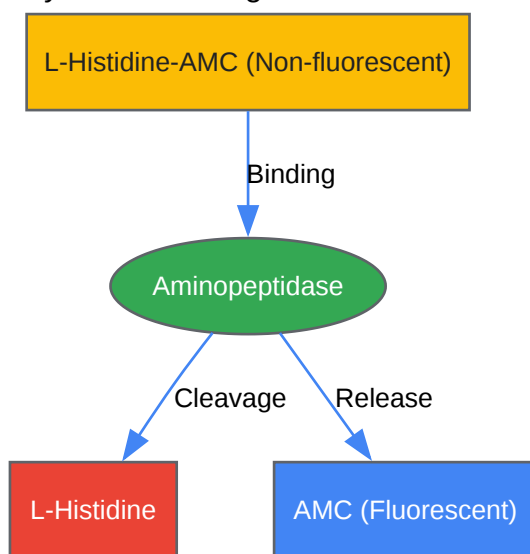 L-Histidine-AMC (Non-fluorescent)
Binding
Aminopeptidase
Cleavage
Release
L-Histidine
AMC (Fluorescent)